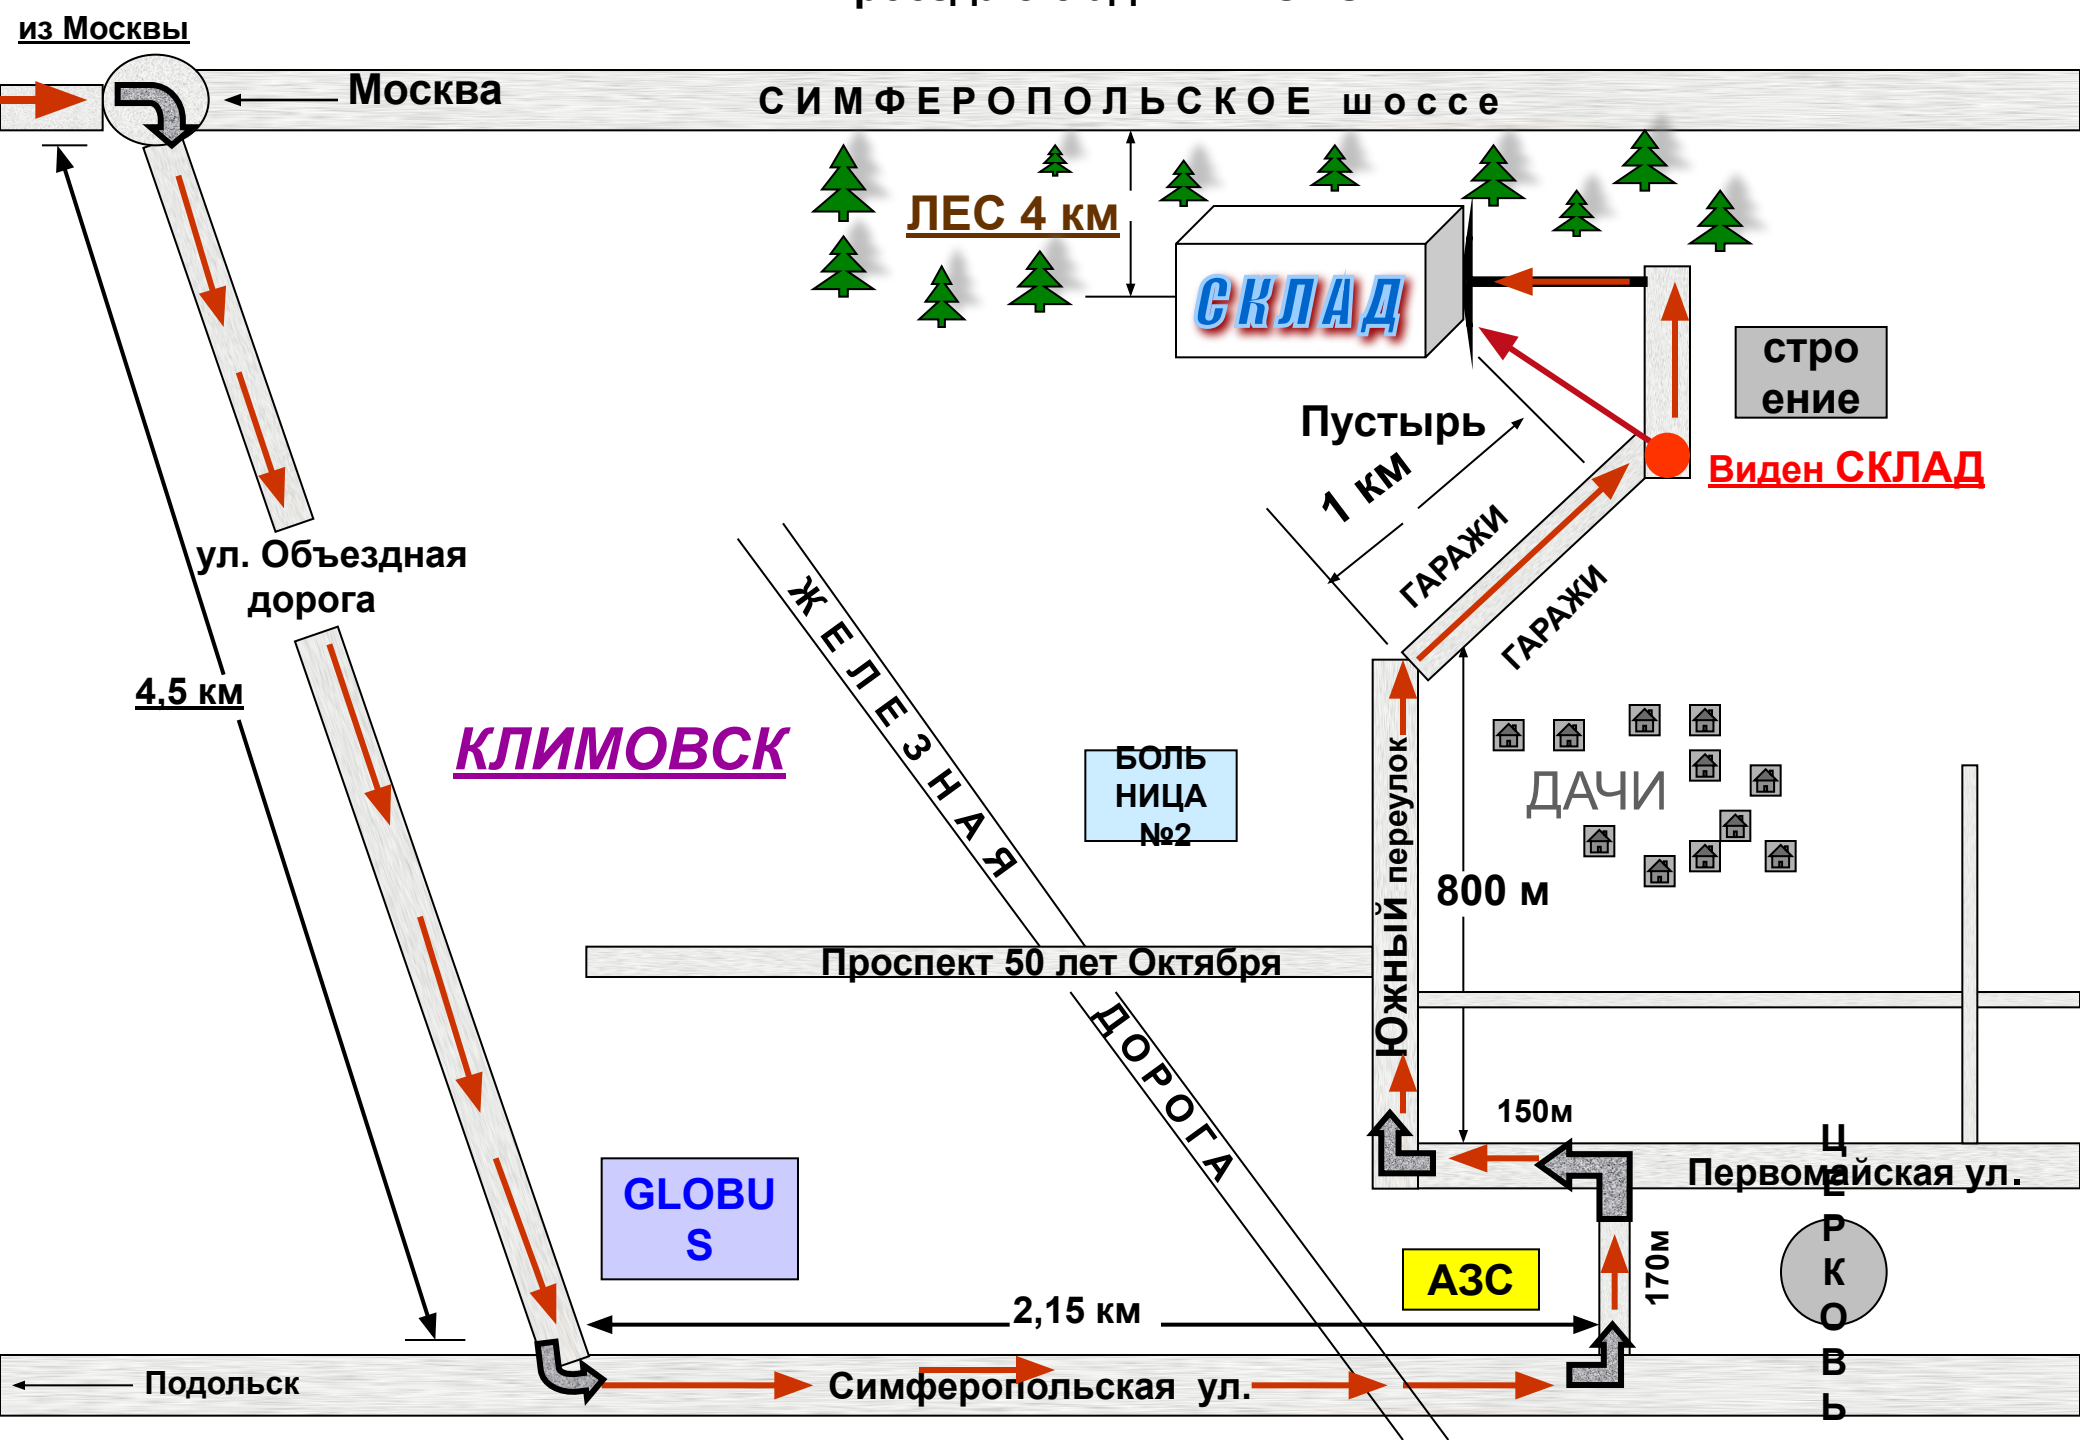 из Москвы
Москва
СИМФЕРОПОЛЬСКОЕ шоссе
ЛЕС 4 км
СКЛАД
стро
ение
Пустырь
1 км
Виден СКЛАД
ГАРАЖИ
ГАРАЖИ
ул. Объездная
дорога
ЖЕЛЕЗНАЯ
ДОРОГА
4,5 км
КЛИМОВСК
БОЛЬ
НИЦА
№2
ДАЧИ
Южный переулок
800 м
Проспект 50 лет Октября
150м
Первомайская ул.
ЦЕРКОВЬ
GLOBU
S
АЗС
170м
2,15 км
Подольск
Симферопольская ул.